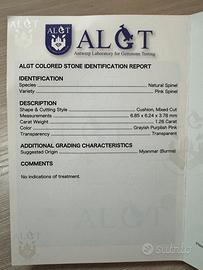 ALGT
ALGT
Antwerp Laboratory for Gemstone Testing
ALGT COLORED STONE IDENTIFICATION REPORT
IDENTIFICATION
Species Natural Spinel
Variety Pink Spinel
DESCRIPTION
Shape & Cutting Style Cushion, Mixed Cut
Measurements 6.85 x 6.24 x 3.78 mm
Carat Weight 1.26 Carat
Color Grayish Purplish Pink
Transparency Transparent
ADDITIONAL GRADING CHARACTERISTICS
Suggested Origin Myanmar (Burma)
COMMENTS
No indications of treatment.
subito